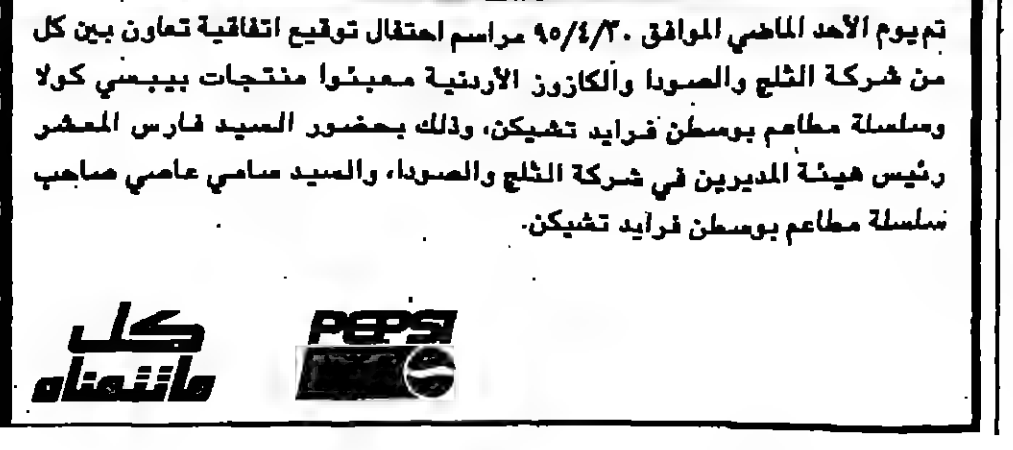 تم يوم الأحد الماضي الموافق ٩٥/٤/٣٠ مراسم احتفال توقيع اتفاقية تعاون بين كل
من شركة الثلج والصودا والكازوز الأردنية معبئوا منتجات بيبسي كولا
وسلسلة مطاعم بوسطن فرايد تشيكن، وذلك بحضور السيد فارس المعشر
رئيس هيئة المديرين في شركة الثلج والصودا، والسيد سامي عاصي صاحب
سلسلة مطاعم بوسطن فرايد تشيكن.
PEPSI
كل
ماتتمناه